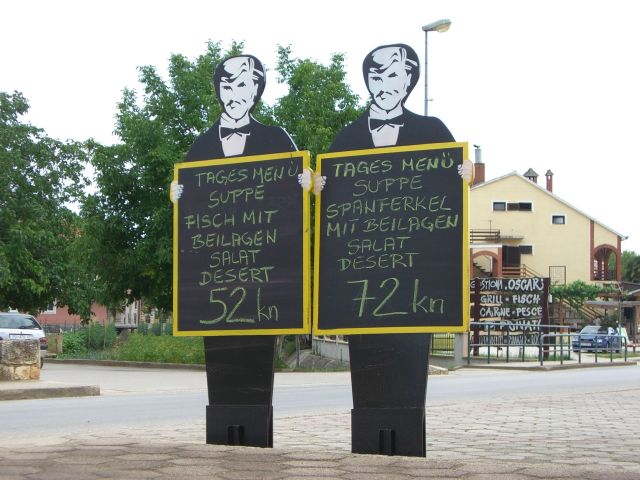 TAGES MENÜ
SUPPE
FISCH MIT
BEILAGEN
SALAT
DESERT
52 kn
TAGES MENÜ
SUPPE
SPANFERKEL
MIT BEILAGEN
SALAT
DESERT
72 kn
OSCARS
GRILL - FISCH
CARNE - PESCE